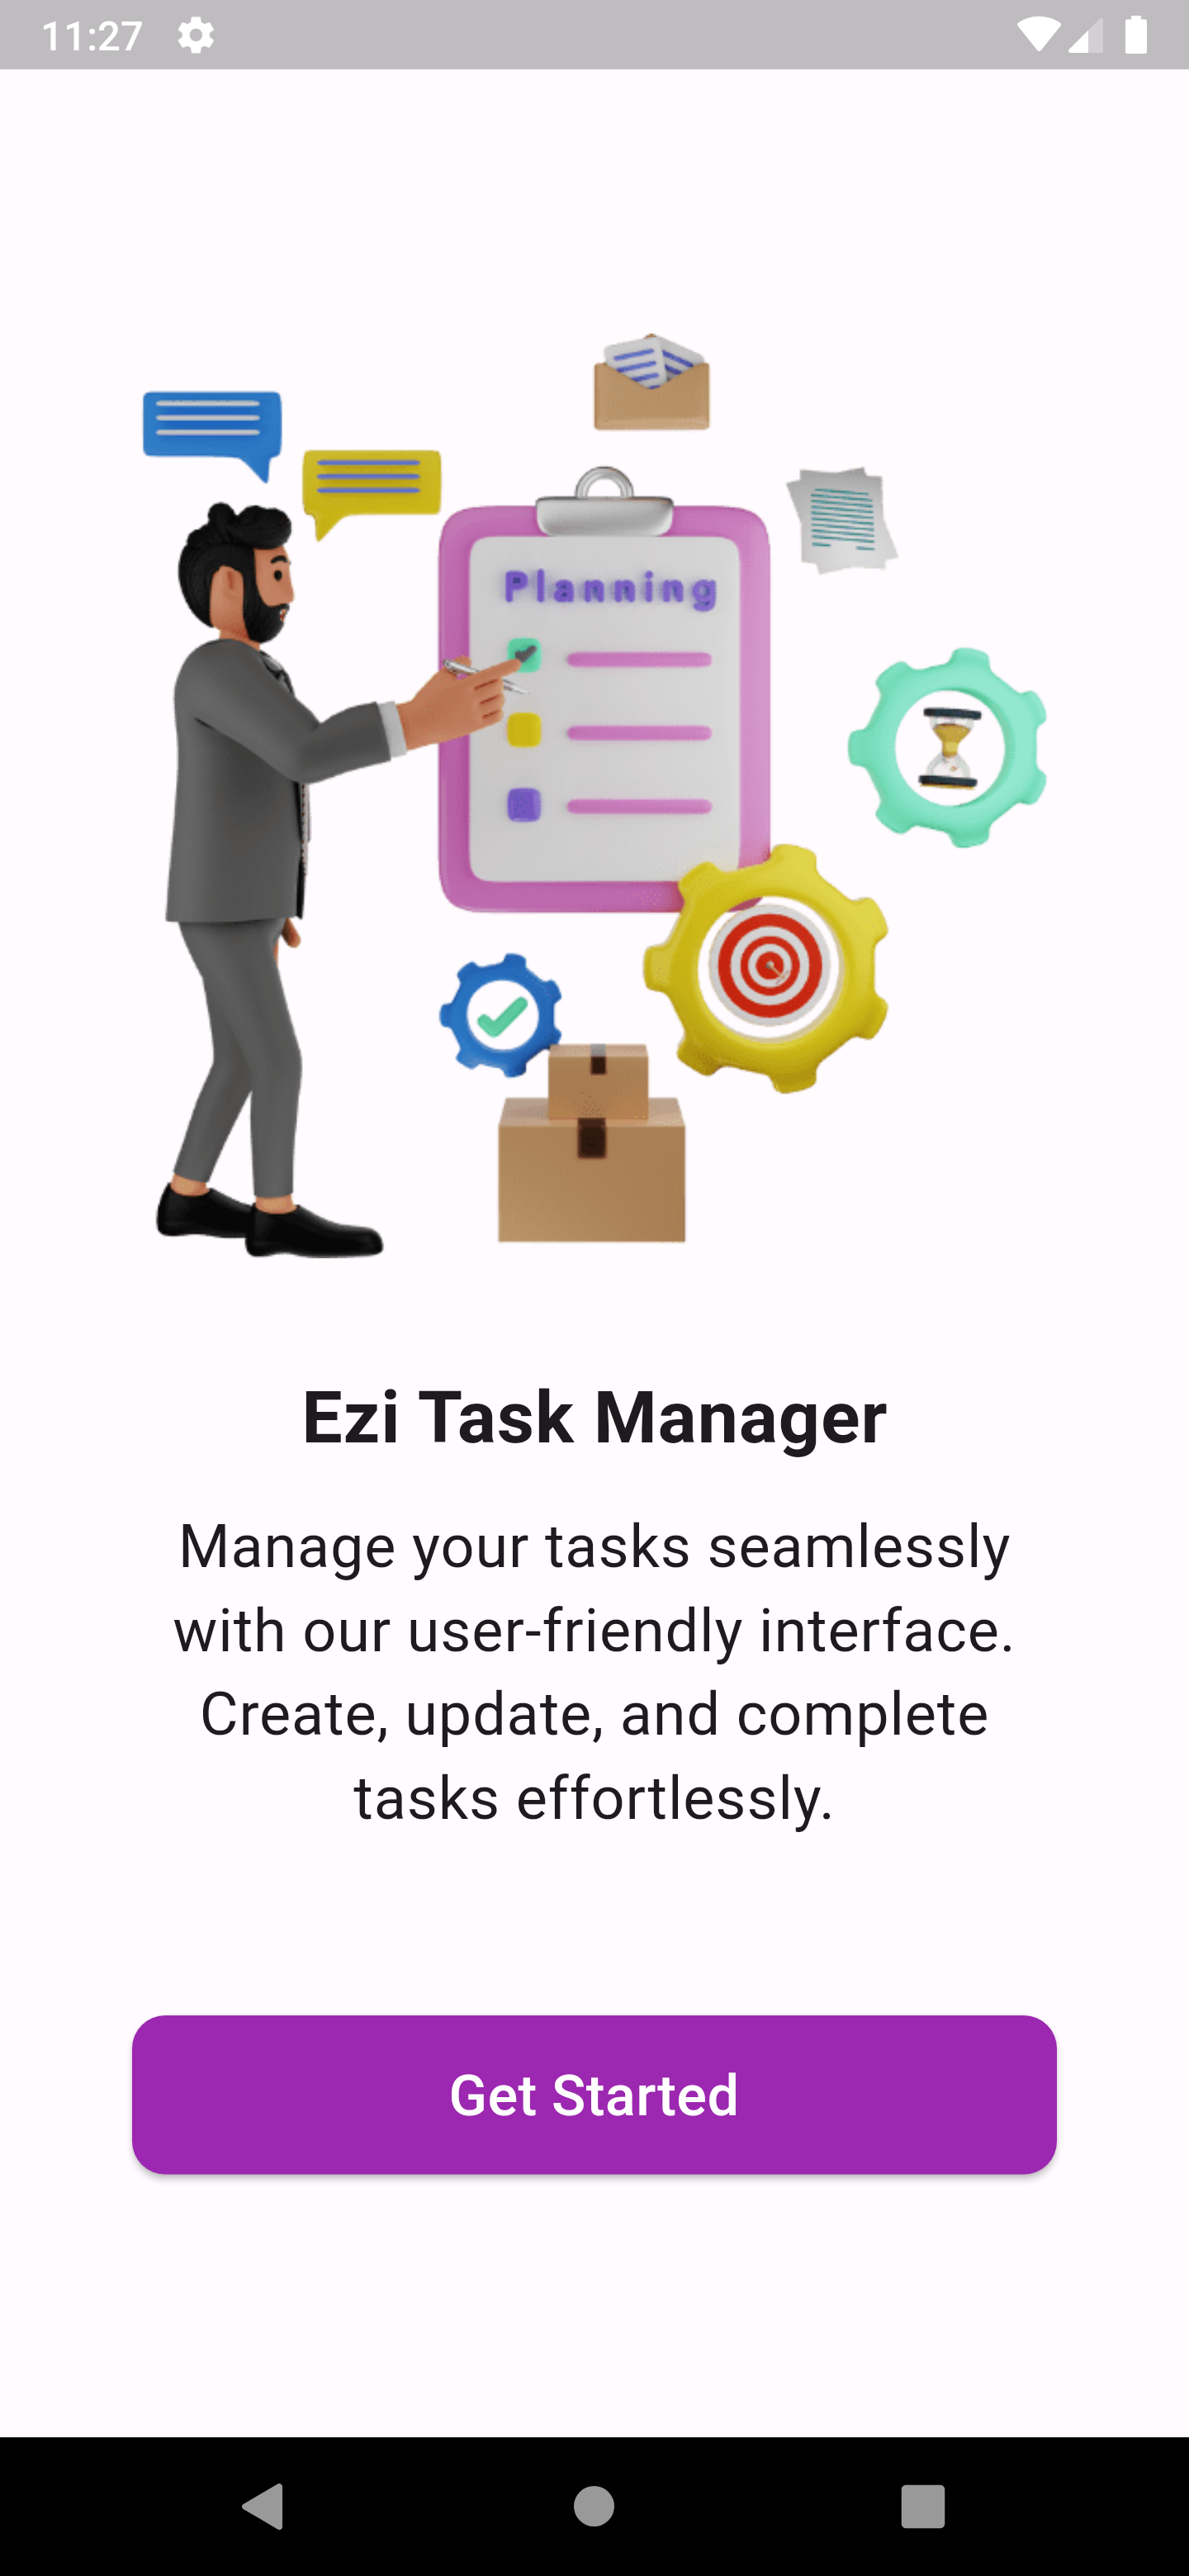 11:27
Planning
Ezi Task Manager
Manage your tasks seamlessly
with our user-friendly interface.
Create, update, and complete
tasks effortlessly.
Get Started